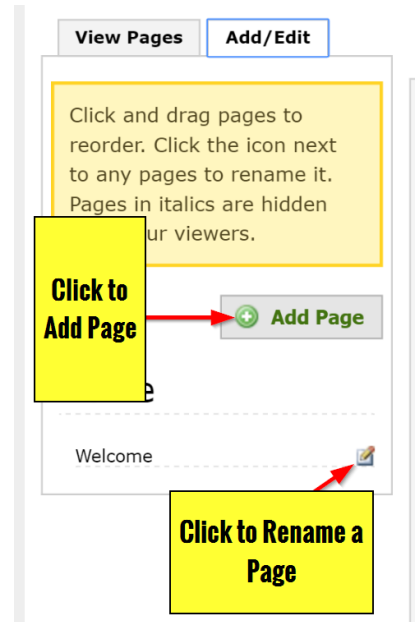 View Pages
Add/Edit
Click and drag pages to
reorder. Click the icon next
to any pages to rename it.
Pages in italics are hidden
ur viewers.
Click to
Add Page
Add Page
e
Welcome
Click to Rename a
Page